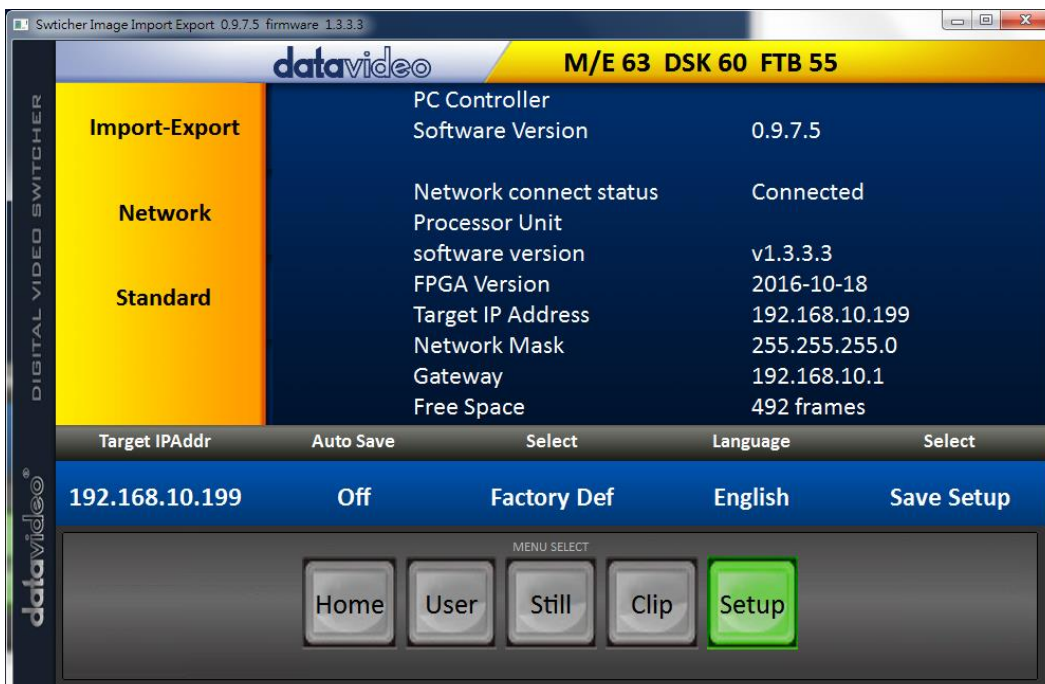 Swticher Image Import Export 0.9.7.5 firmware 1.3.3.3
datavideo
M/E 63 DSK 60 FTB 55
DIGITAL VIDEO SWITCHER
datavideo®
Import-Export
Network
Standard
PC Controller
Software Version 0.9.7.5
Network connect status Connected
Processor Unit
software version v1.3.3.3
FPGA Version 2016-10-18
Target IP Address 192.168.10.199
Network Mask 255.255.255.0
Gateway 192.168.10.1
Free Space 492 frames
Target IPAddr Auto Save Select Language Select
192.168.10.199 Off Factory Def English Save Setup
MENU SELECT
Home User Still Clip Setup